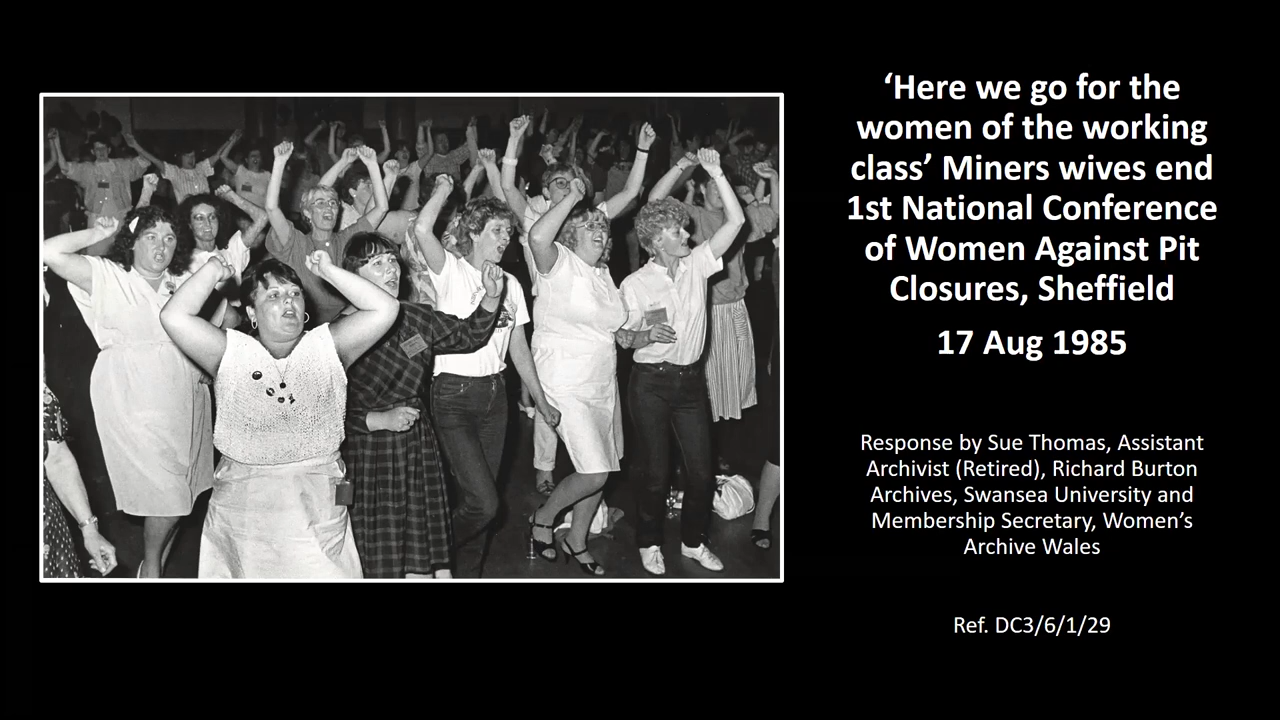 ‘Here we go for the
women of the working
class’ Miners wives end
1st National Conference
of Women Against Pit
Closures, Sheffield
17 Aug 1985
Response by Sue Thomas, Assistant
Archivist (Retired), Richard Burton
Archives, Swansea University and
Membership Secretary, Women’s
Archive Wales
Ref. DC3/6/1/29